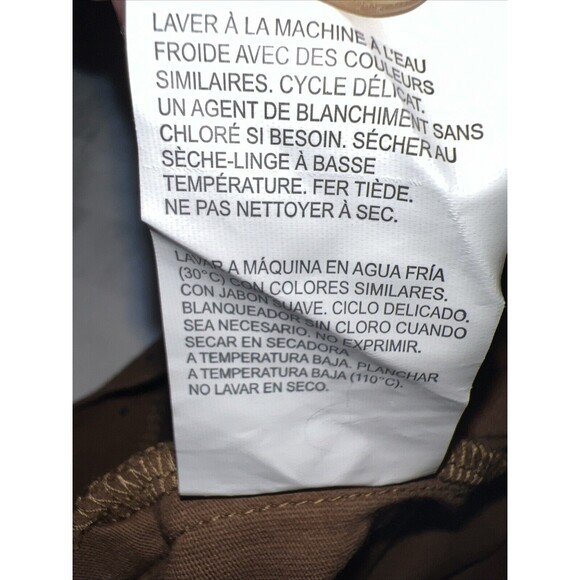 LAVER À LA MACHINE À L'EAU
FROIDE AVEC DES COULEURS
SIMILAIRES. CYCLE DÉLICAT.
UN AGENT DE BLANCHIMENT SANS
CHLORÉ SI BESOIN. SÉCHER AU
SÈCHE-LINGE À BASSE
TEMPÉRATURE. FER TIÈDE.
NE PAS NETTOYER À SEC.
LAVAR A MÁQUINA EN AGUA FRÍA
(30°C) CON COLORES SIMILARES.
CON JABON SUAVE. CICLO DELICADO.
BLANQUEADOR SIN CLORO CUANDO
SEA NECESARIO. NO EXPRIMIR.
SECAR EN SECADORA
A TEMPERATURA BAJA. PLANCHAR
A TEMPERATURA BAJA (110°C).
NO LAVAR EN SECO.